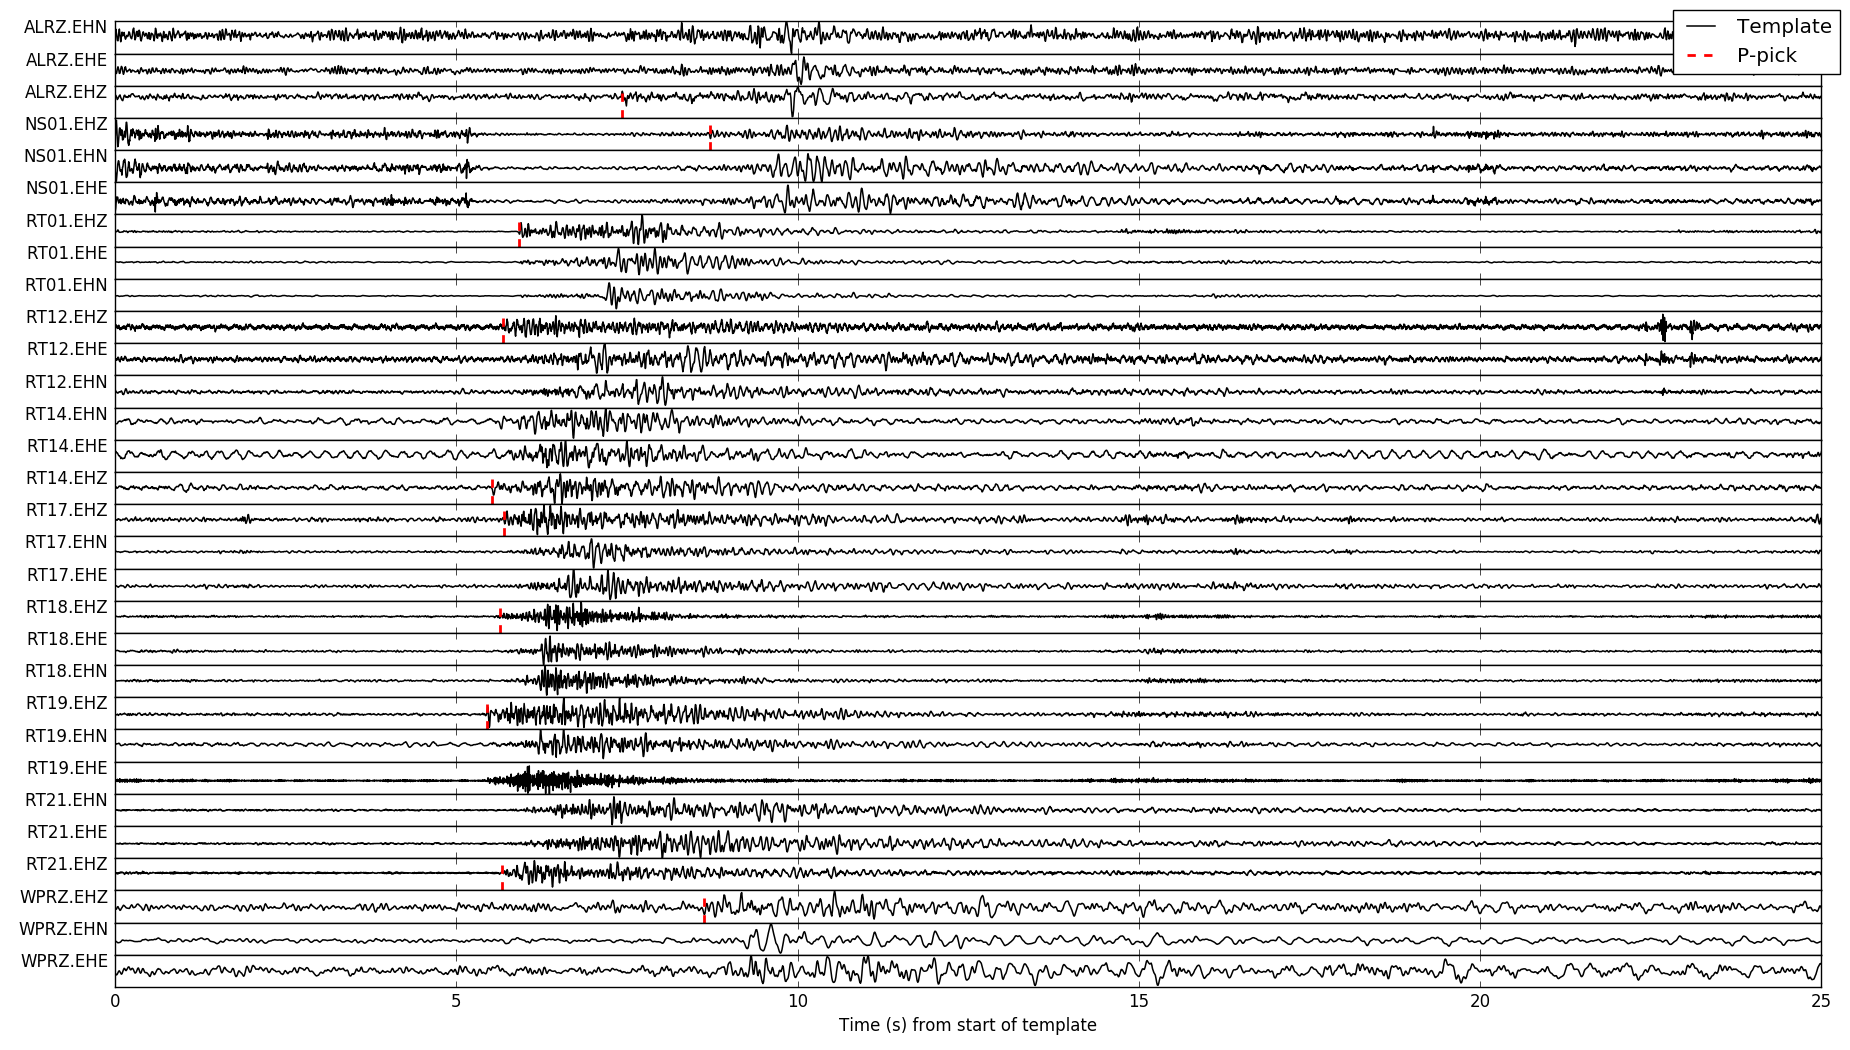 Template
P-pick
ALRZ.EHN
ALRZ.EHE
ALRZ.EHZ
NS01.EHZ
NS01.EHN
NS01.EHE
RT01.EHZ
RT01.EHE
RT01.EHN
RT12.EHZ
RT12.EHE
RT12.EHN
RT14.EHN
RT14.EHE
RT14.EHZ
RT17.EHZ
RT17.EHN
RT17.EHE
RT18.EHZ
RT18.EHE
RT18.EHN
RT19.EHZ
RT19.EHN
RT19.EHE
RT21.EHN
RT21.EHE
RT21.EHZ
WPRZ.EHZ
WPRZ.EHN
WPRZ.EHE
0 5 10 15 20 25
Time (s) from start of template